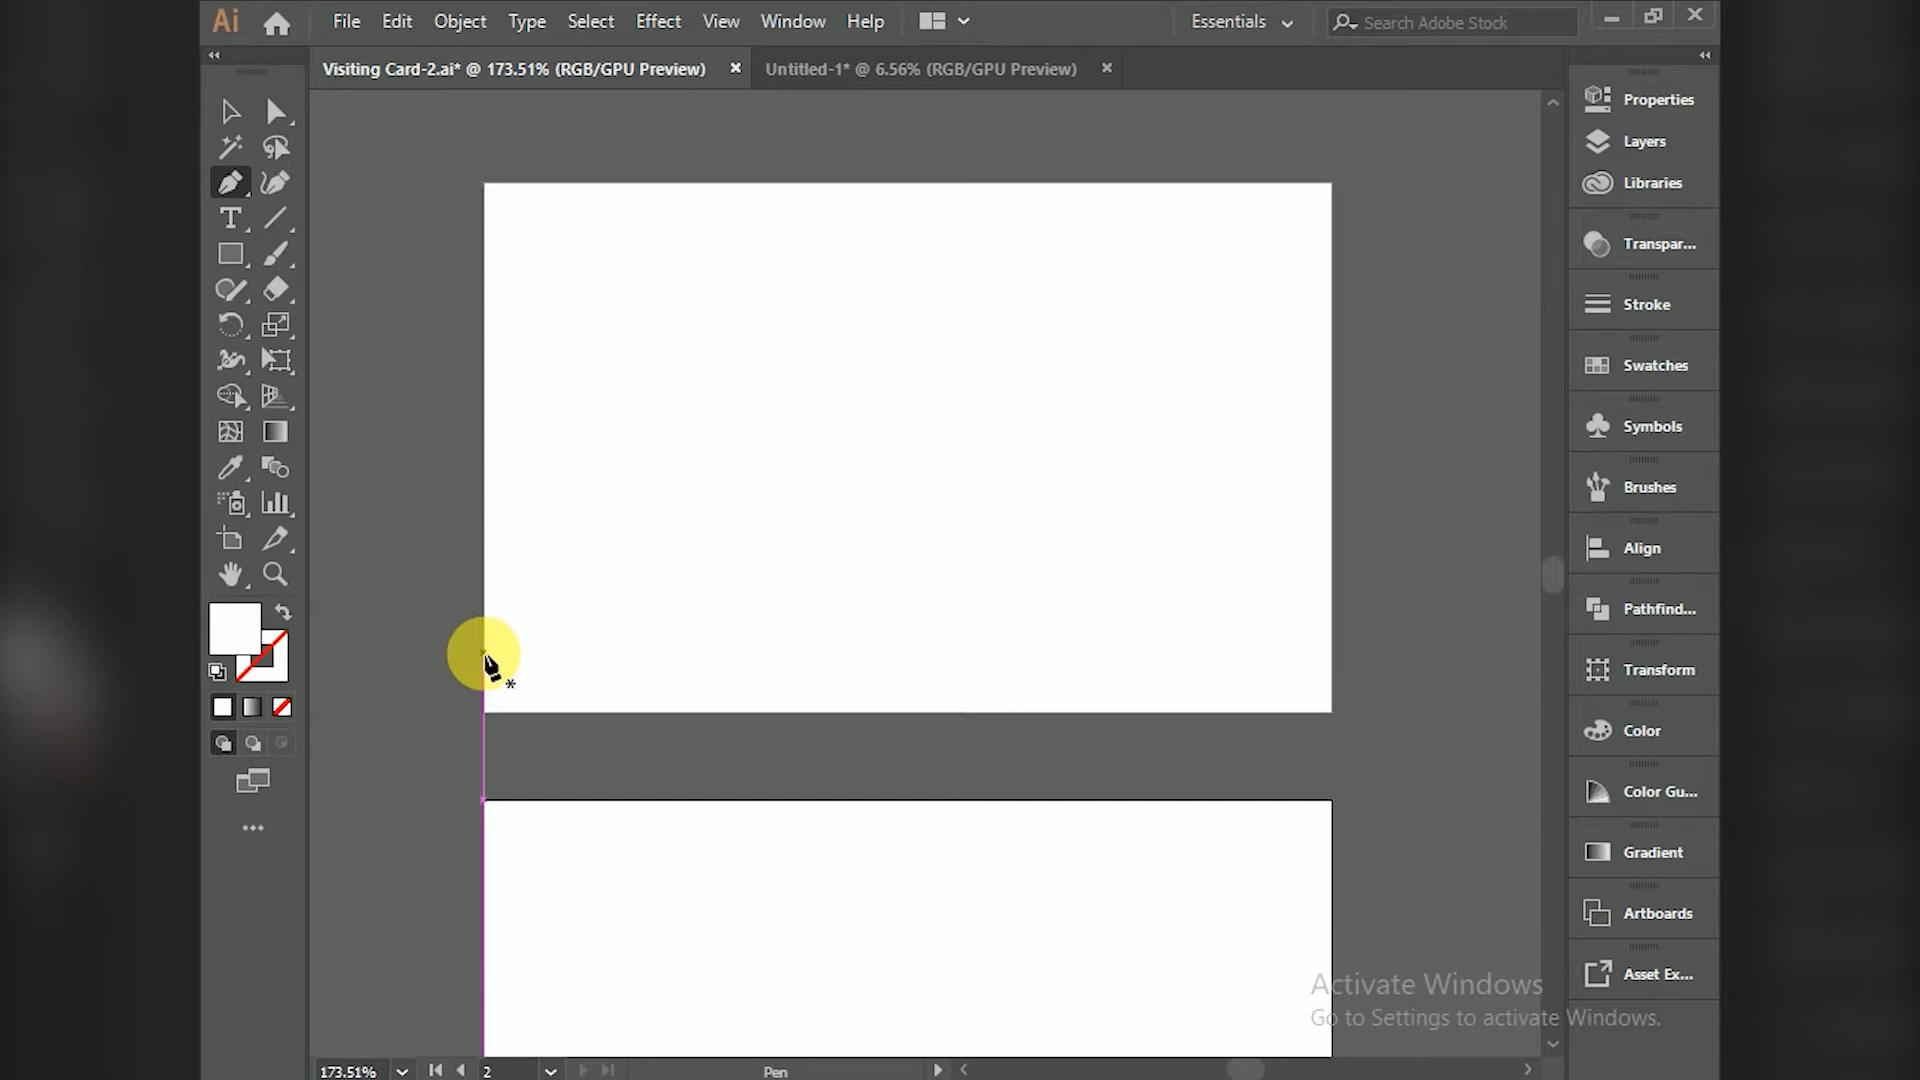 Ai
File Edit Object Type Select Effect View Window Help
Essentials
Search Adobe Stock
Visiting Card-2.ai* @ 173.51% (RGB/GPU Preview)
Untitled-1* @ 6.56% (RGB/GPU Preview)
Properties
Layers
Libraries
Transpar...
Stroke
Swatches
Symbols
Brushes
Align
Pathfind...
Transform
Color
Color Gu...
Gradient
Artboards
Asset Ex...
Activate Windows
Go to Settings to activate Windows.
173.51%
2
Pen